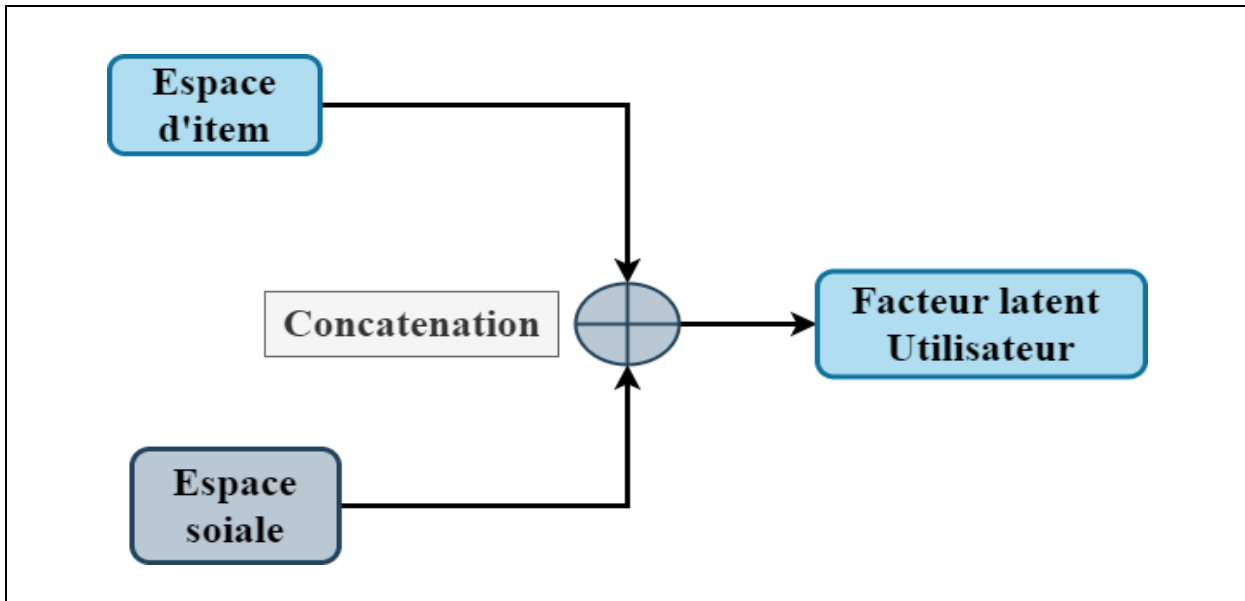 Espace
d'item
Concatenation
Facteur latent
Utilisateur
Espace
soiale